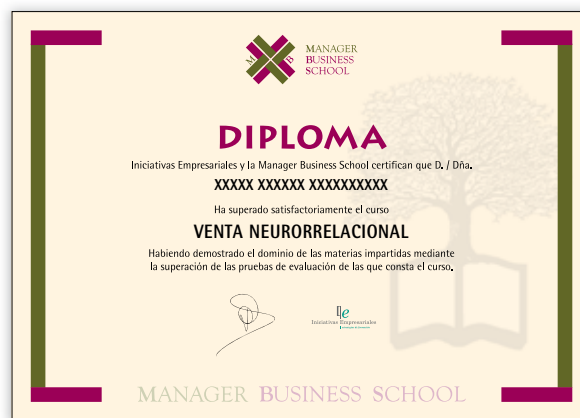 M B
MANAGER
BUSINESS
SCHOOL
DIPLOMA
Iniciativas Empresariales y la Manager Business School certifican que D. / Dña.
XXXXX XXXXXX XXXXXXXXXX
Ha superado satisfactoriamente el curso
VENTA NEURORRELACIONAL
Habiendo demostrado el dominio de las materias impartidas mediante
la superación de las pruebas de evaluación de las que consta el curso.
Iniciativas Empresariales
MANAGER BUSINESS SCHOOL